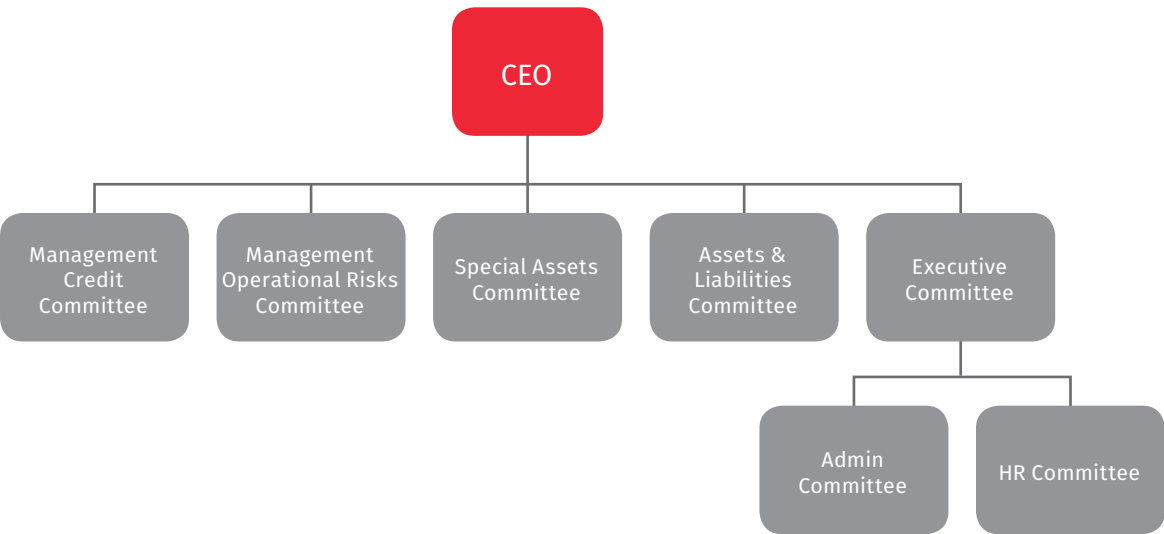 CEO
Management
Credit
Committee
Management
Operational Risks
Committee
Special Assets
Committee
Assets &
Liabilities
Committee
Executive
Committee
Admin
Committee
HR Committee